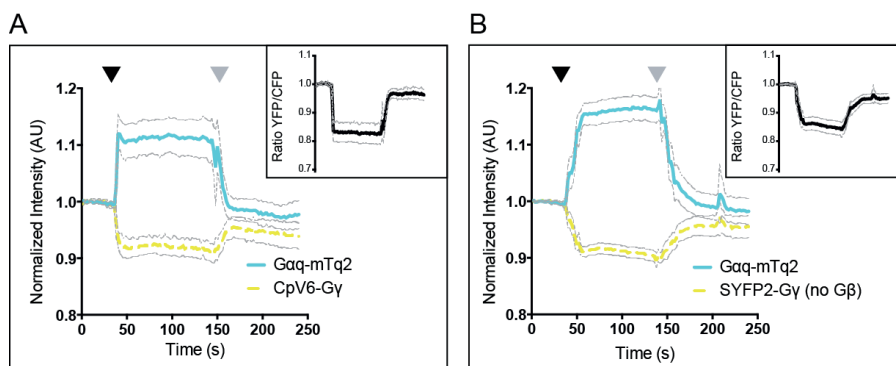 A
Normalized Intensity (AU)
1.2
1.1
1.0
0.9
0.8
0
50
100
150
200
250
Time (s)
Gαq-mTq2
CpV6-Gγ
Ratio YFP/CFP
1.1
1.0
0.9
0.8
0.7
B
Normalized Intensity (AU)
1.2
1.1
1.0
0.9
0.8
0
50
100
150
200
250
Time (s)
Gαq-mTq2
SYFP2-Gγ (no Gβ)
Ratio YFP/CFP
1.1
1.0
0.9
0.8
0.7